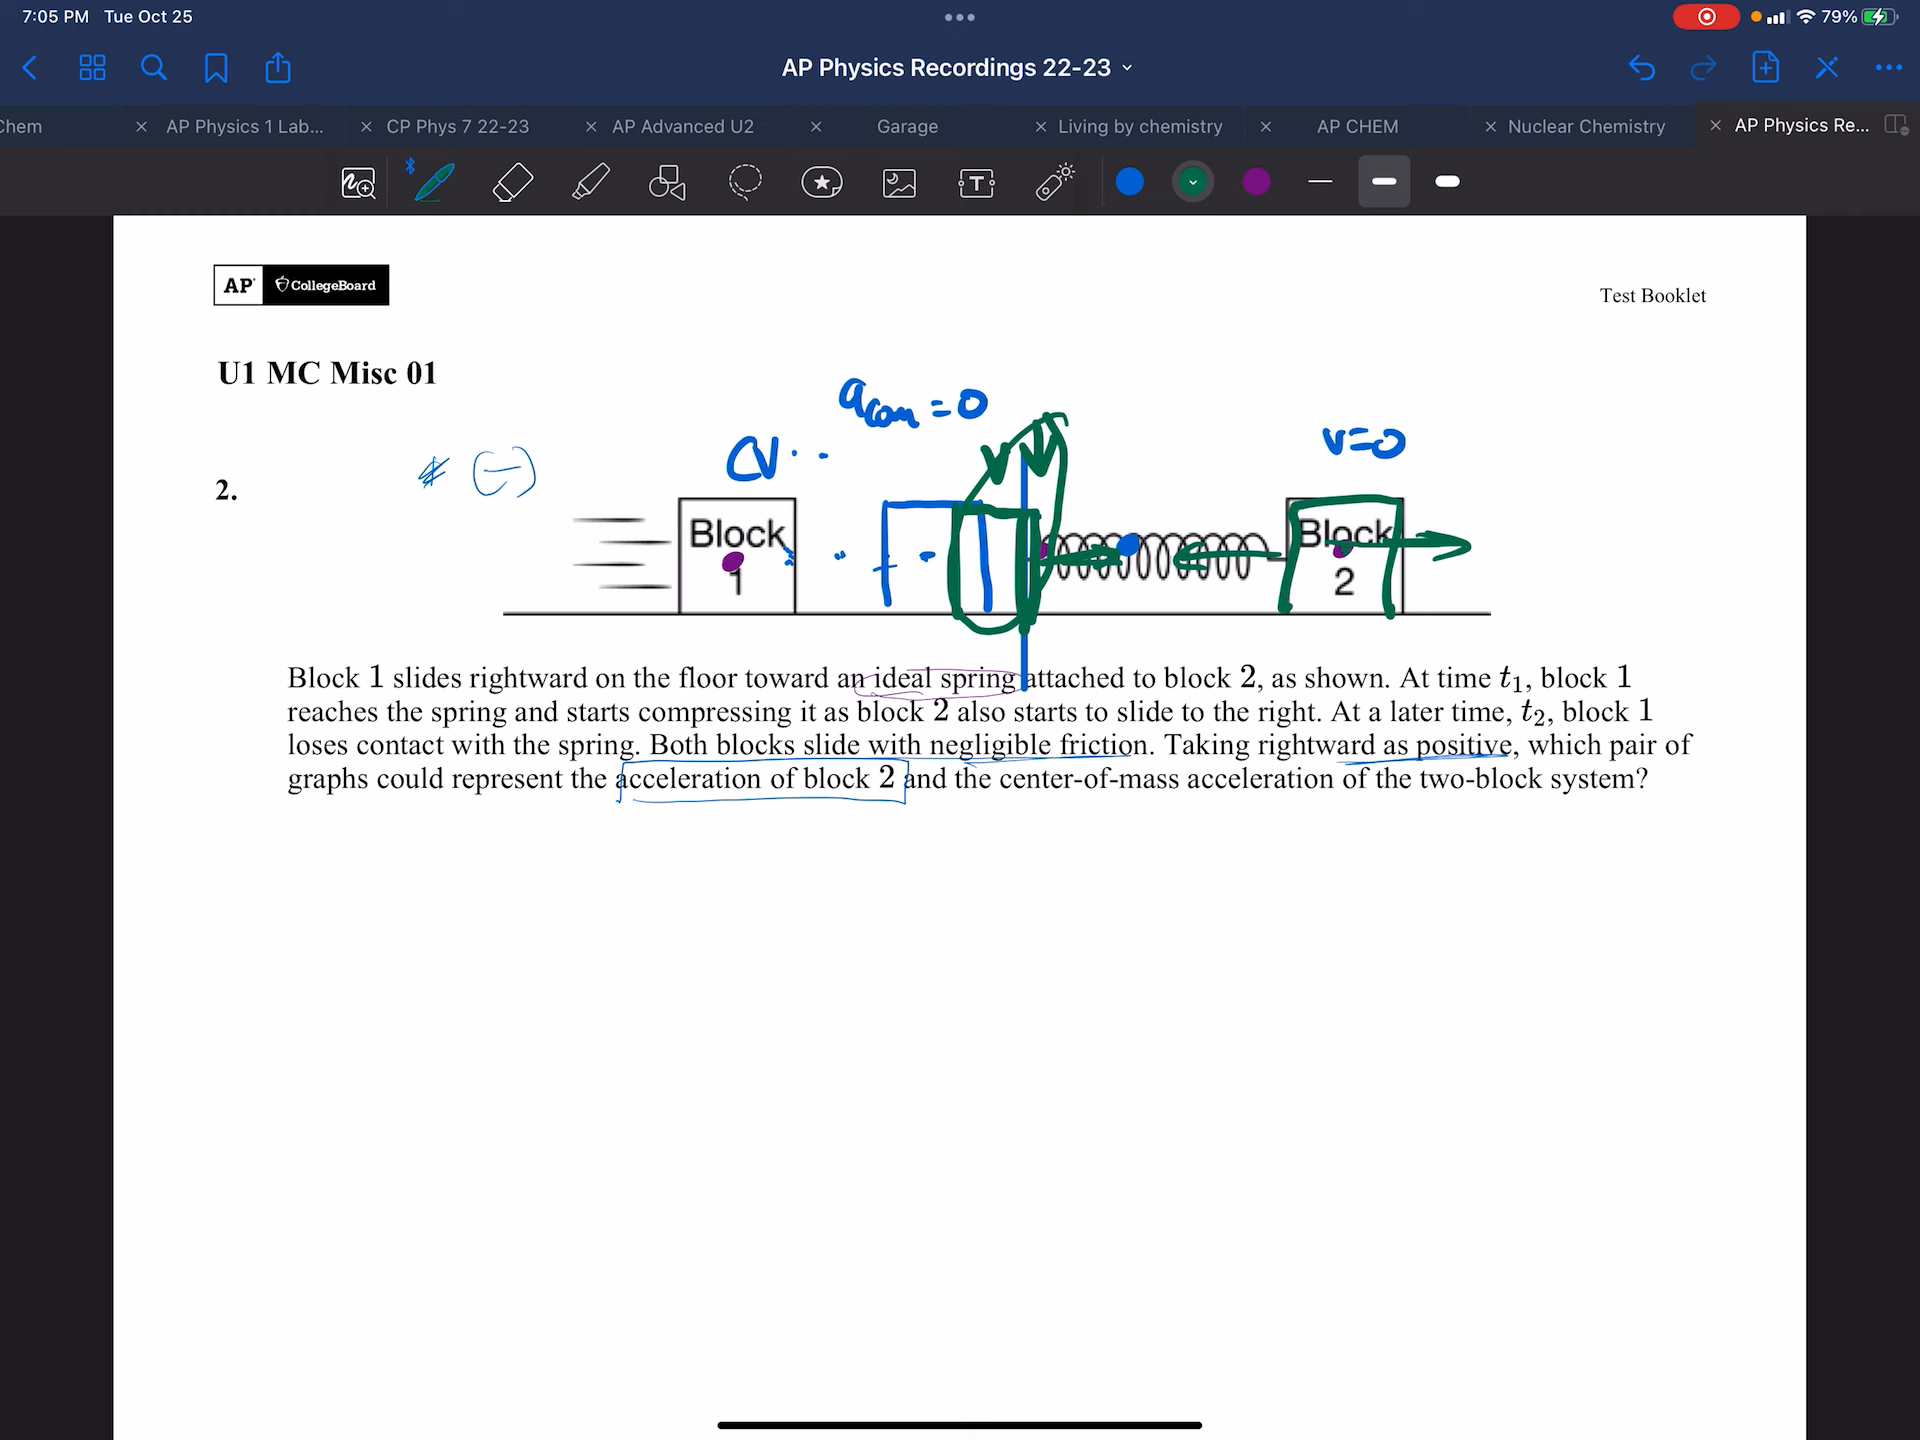 7:05 PM Tue Oct 25
79%
AP Physics Recordings 22-23
Chem
AP Physics 1 Lab...
CP Phys 7 22-23
AP Advanced U2
Garage
Living by chemistry
AP CHEM
Nuclear Chemistry
AP Physics Re...
AP CollegeBoard
Test Booklet
U1 MC Misc 01
a com = 0
CV
v=0
* (-)
2.
Block 1
Block 2
Block 1 slides rightward on the floor toward an ideal spring attached to block 2, as shown. At time t₁, block 1
reaches the spring and starts compressing it as block 2 also starts to slide to the right. At a later time, t₂, block 1
loses contact with the spring. Both blocks slide with negligible friction. Taking rightward as positive, which pair of
graphs could represent the acceleration of block 2 and the center-of-mass acceleration of the two-block system?